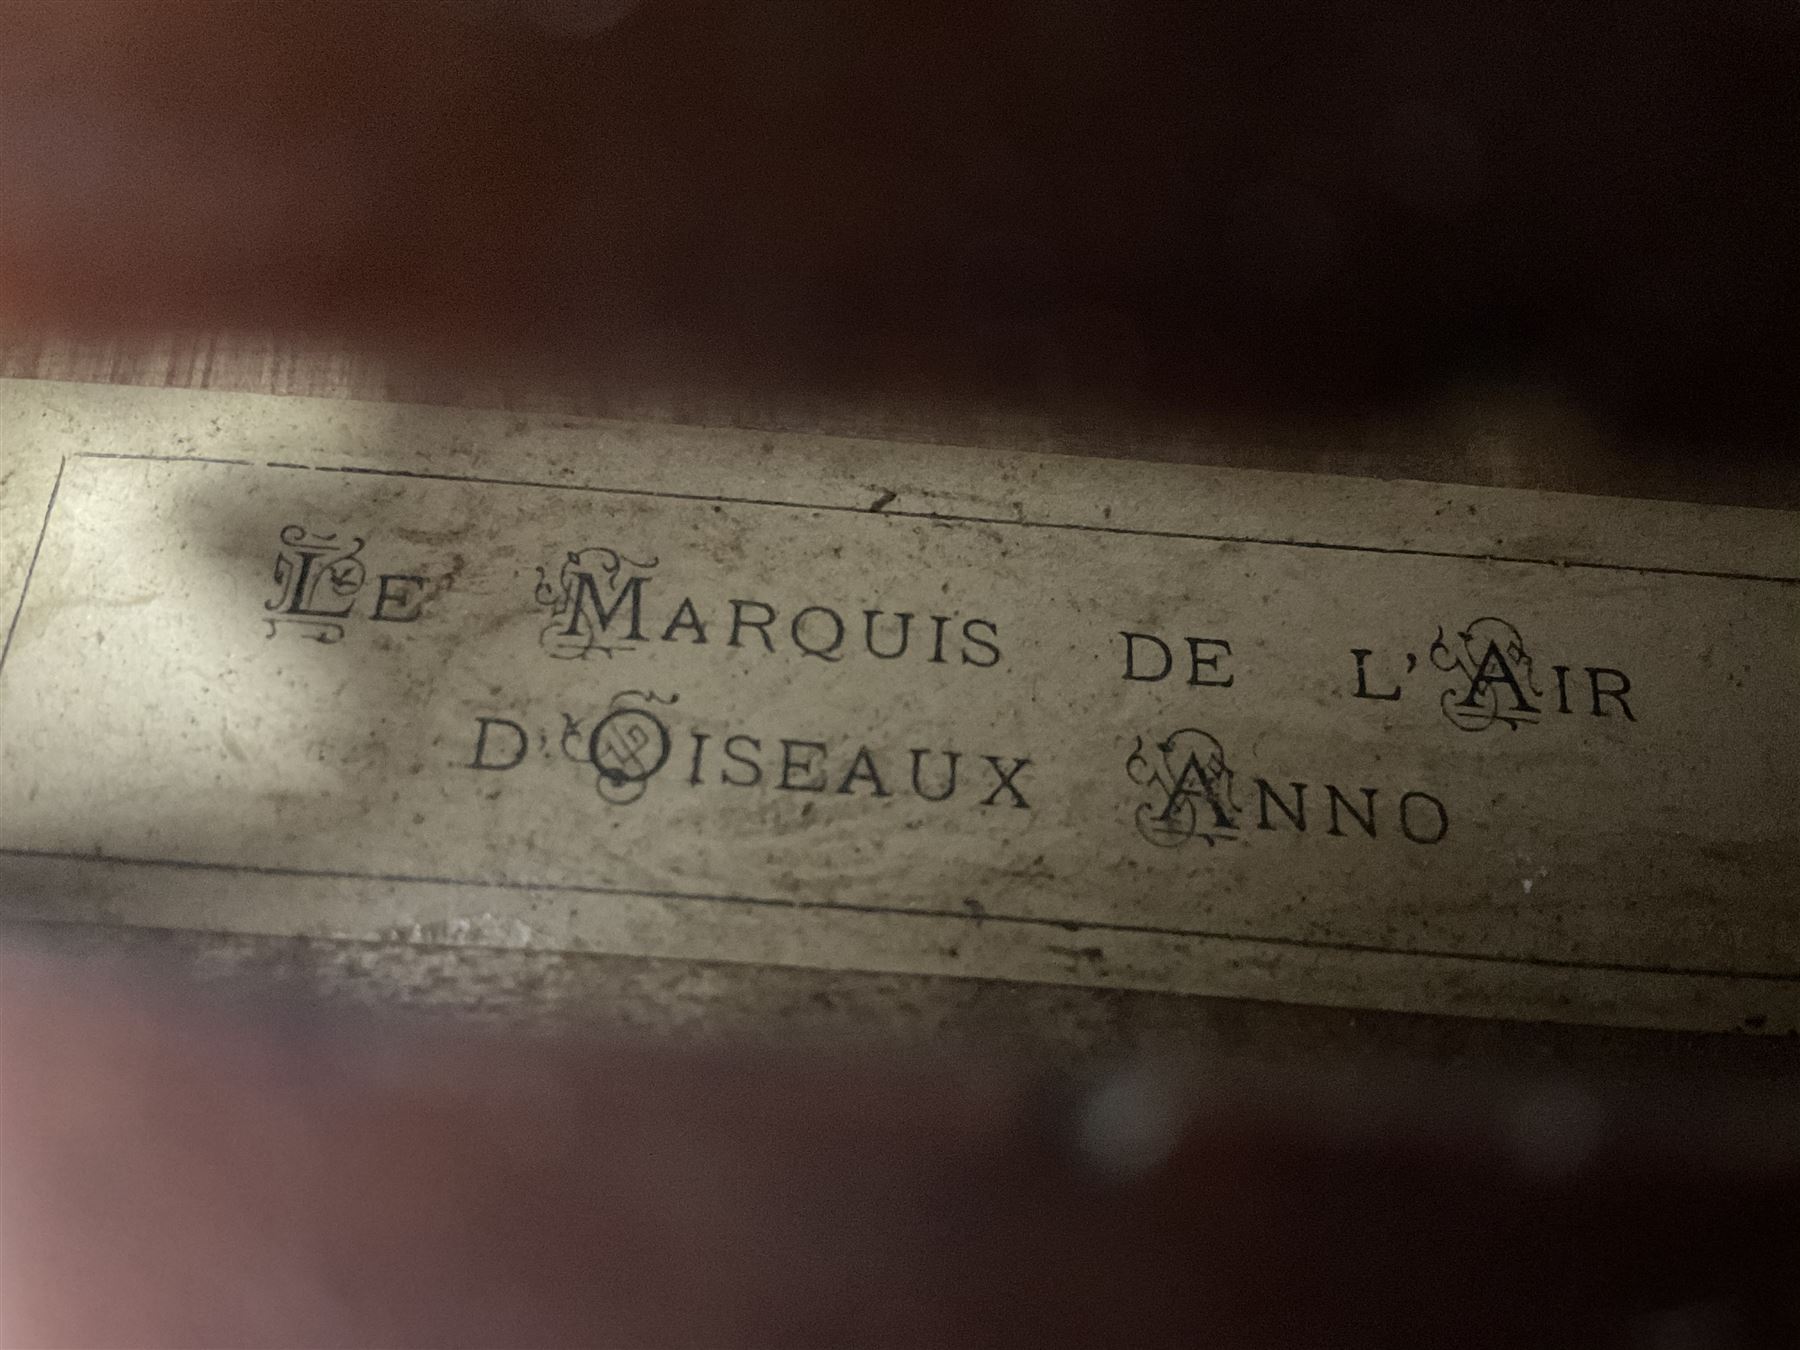 Le Marquis de l'Air
d'Oiseaux Anno